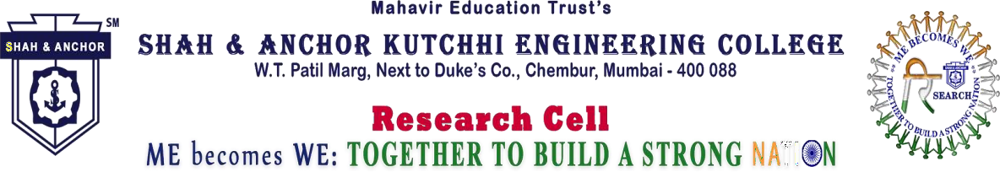 Mahavir Education Trust's
SHAH & ANCHOR KUTCHHI ENGINEERING COLLEGE
W.T. Patil Marg, Next to Duke's Co., Chembur, Mumbai - 400 088
Research Cell
ME becomes WE: TOGETHER TO BUILD A STRONG NATION
SM
SHAH & ANCHOR
ME BECOMES WE
TOGETHER TO BUILD A STRONG NATION
R
SEARCH
SHAH & ANCHOR